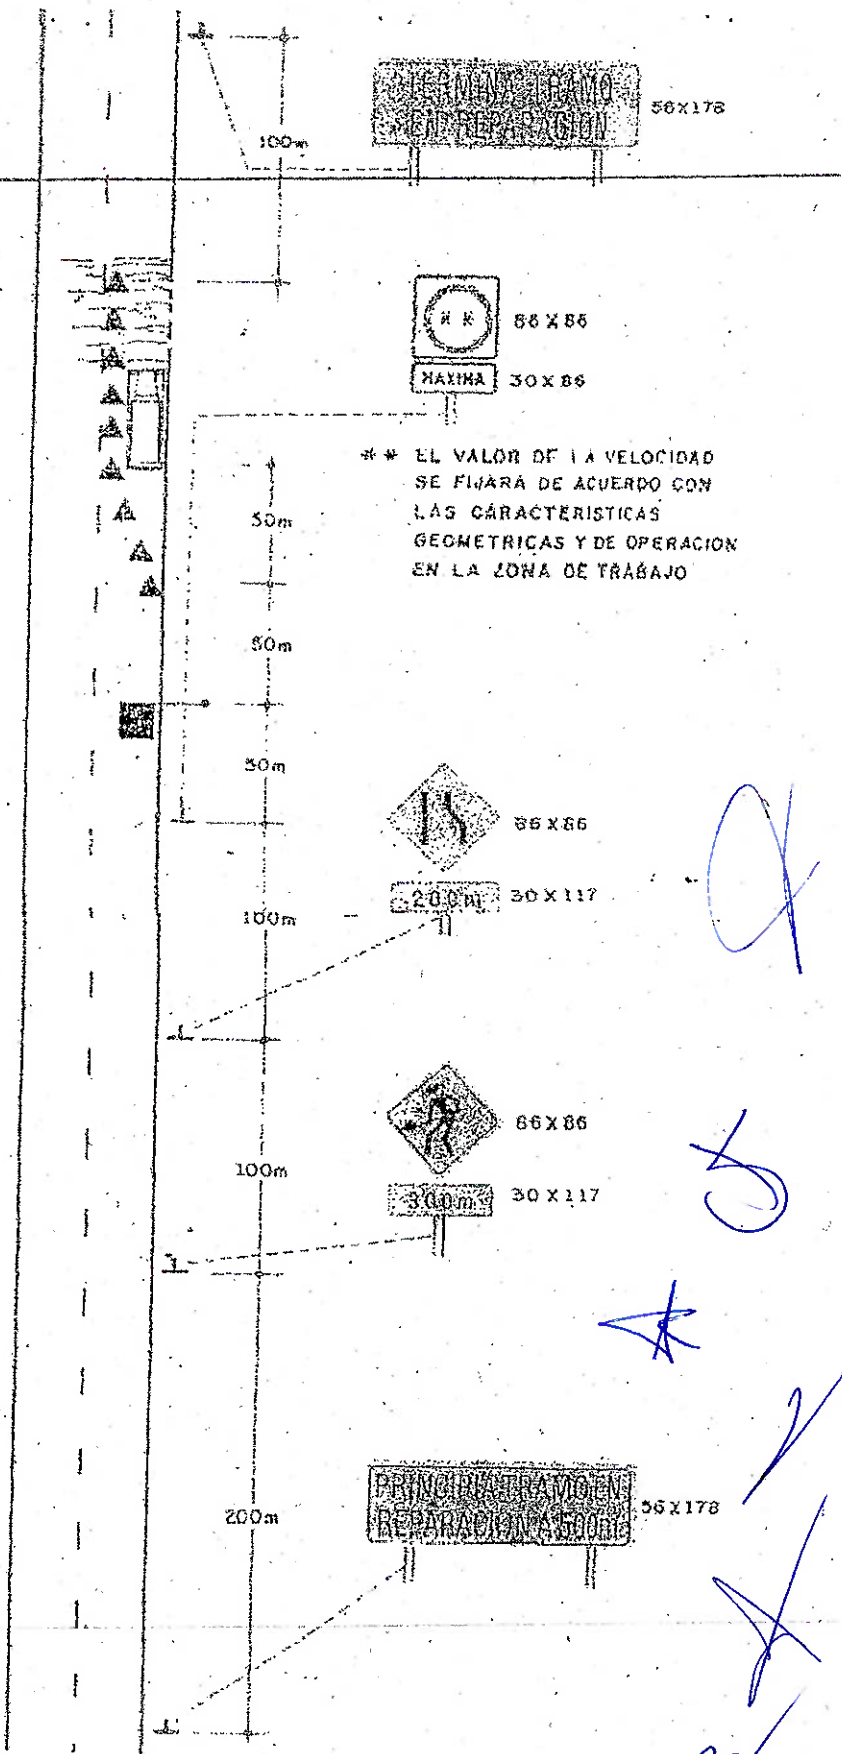 TERMINA TRAMO
EN REPARACION
56X178
100m
* *
86 X 86
MAXIMA
30 X 86
** EL VALOR DE LA VELOCIDAD
SE FIJARA DE ACUERDO CON
LAS CARACTERISTICAS
GEOMETRICAS Y DE OPERACION
EN LA ZONA DE TRABAJO
50m
50m
50m
86 X 86
200m
30 X 117
100m
86 X 86
100m
300m
30 X 117
PRINCIPIA TRAMO EN
REPARACION A 500m
56X178
200m